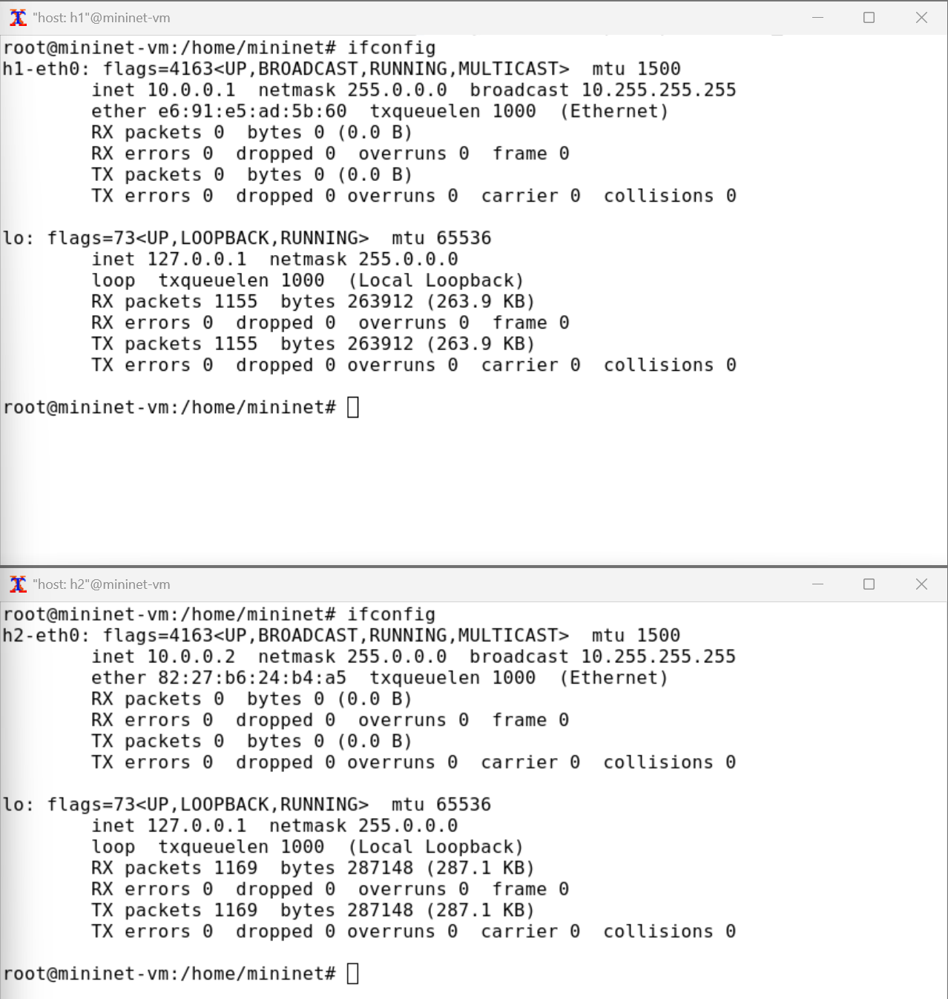 "host: h1"@mininet-vm
root@mininet-vm:/home/mininet# ifconfig
h1-eth0: flags=4163<UP,BROADCAST,RUNNING,MULTICAST>  mtu 1500
        inet 10.0.0.1  netmask 255.0.0.0  broadcast 10.255.255.255
        ether e6:91:e5:ad:5b:60  txqueuelen 1000  (Ethernet)
        RX packets 0  bytes 0 (0.0 B)
        RX errors 0  dropped 0  overruns 0  frame 0
        TX packets 0  bytes 0 (0.0 B)
        TX errors 0  dropped 0 overruns 0  carrier 0  collisions 0
lo: flags=73<UP,LOOPBACK,RUNNING>  mtu 65536
        inet 127.0.0.1  netmask 255.0.0.0
        loop  txqueuelen 1000  (Local Loopback)
        RX packets 1155  bytes 263912 (263.9 KB)
        RX errors 0  dropped 0  overruns 0  frame 0
        TX packets 1155  bytes 263912 (263.9 KB)
        TX errors 0  dropped 0 overruns 0  carrier 0  collisions 0
root@mininet-vm:/home/mininet#
"host: h2"@mininet-vm
root@mininet-vm:/home/mininet# ifconfig
h2-eth0: flags=4163<UP,BROADCAST,RUNNING,MULTICAST>  mtu 1500
        inet 10.0.0.2  netmask 255.0.0.0  broadcast 10.255.255.255
        ether 82:27:b6:24:b4:a5  txqueuelen 1000  (Ethernet)
        RX packets 0  bytes 0 (0.0 B)
        RX errors 0  dropped 0  overruns 0  frame 0
        TX packets 0  bytes 0 (0.0 B)
        TX errors 0  dropped 0 overruns 0  carrier 0  collisions 0
lo: flags=73<UP,LOOPBACK,RUNNING>  mtu 65536
        inet 127.0.0.1  netmask 255.0.0.0
        loop  txqueuelen 1000  (Local Loopback)
        RX packets 1169  bytes 287148 (287.1 KB)
        RX errors 0  dropped 0  overruns 0  frame 0
        TX packets 1169  bytes 287148 (287.1 KB)
        TX errors 0  dropped 0 overruns 0  carrier 0  collisions 0
root@mininet-vm:/home/mininet#